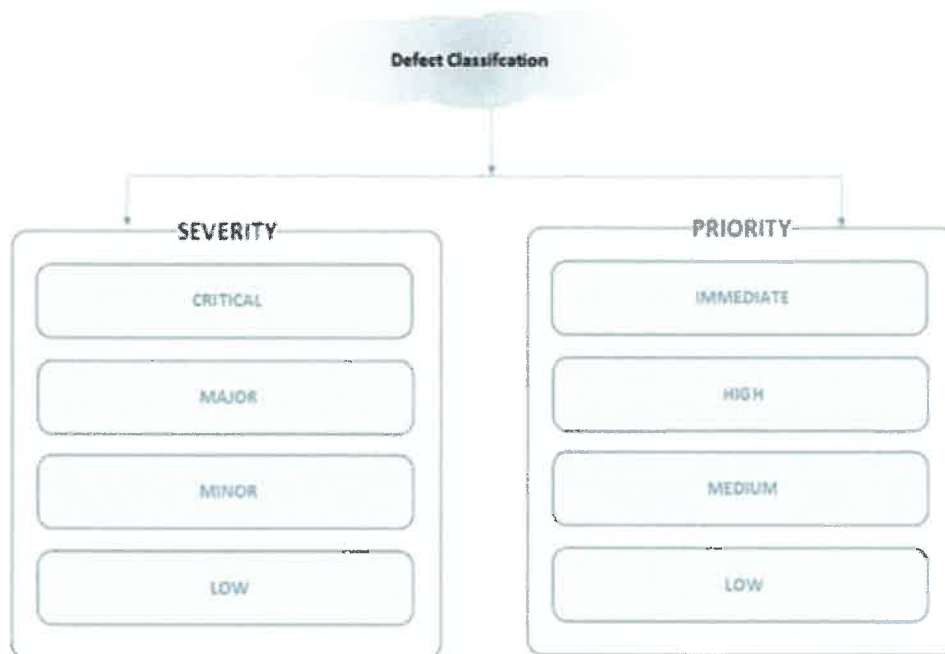 Defect Classifcation
SEVERITY
CRITICAL
MAJOR
MINOR
LOW
PRIORITY
IMMEDIATE
HIGH
MEDIUM
LOW